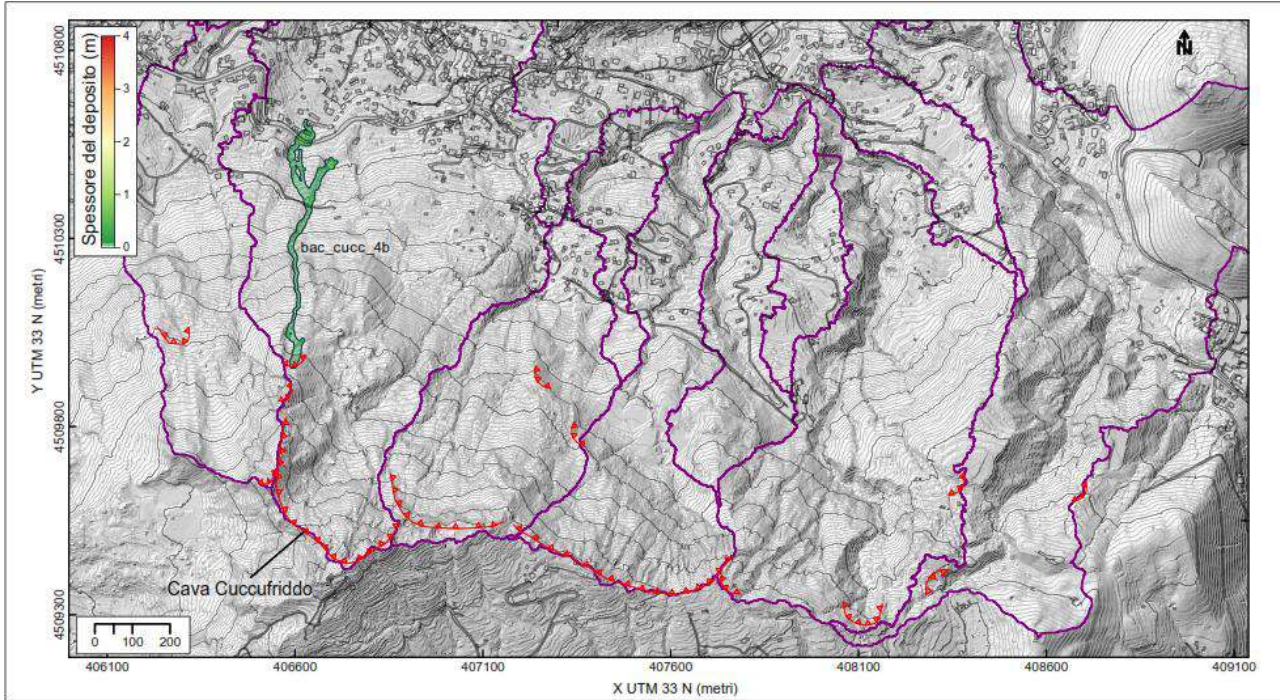 4510800
4510300
4509800
4509300
Y UTM 33 N (metri)
Spessore del deposito (m)
4
3
2
1
0
N
bac_cucc_4b
Cava Cuccufriddo
0 100 200
406100 406600 407100 407600 408100 408600 409100
X UTM 33 N (metri)